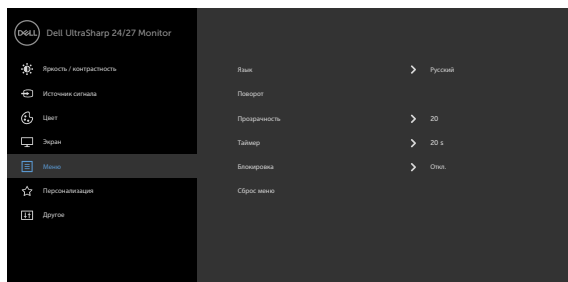 DELL Dell UltraSharp 24/27 Monitor
Яркость / контрастность
Источник сигнала
Цвет
Экран
Меню
Персонализация
Другое
Язык Русский
Поворот
Прозрачность 20
Таймер 20 s
Блокировка Откл.
Сброс меню